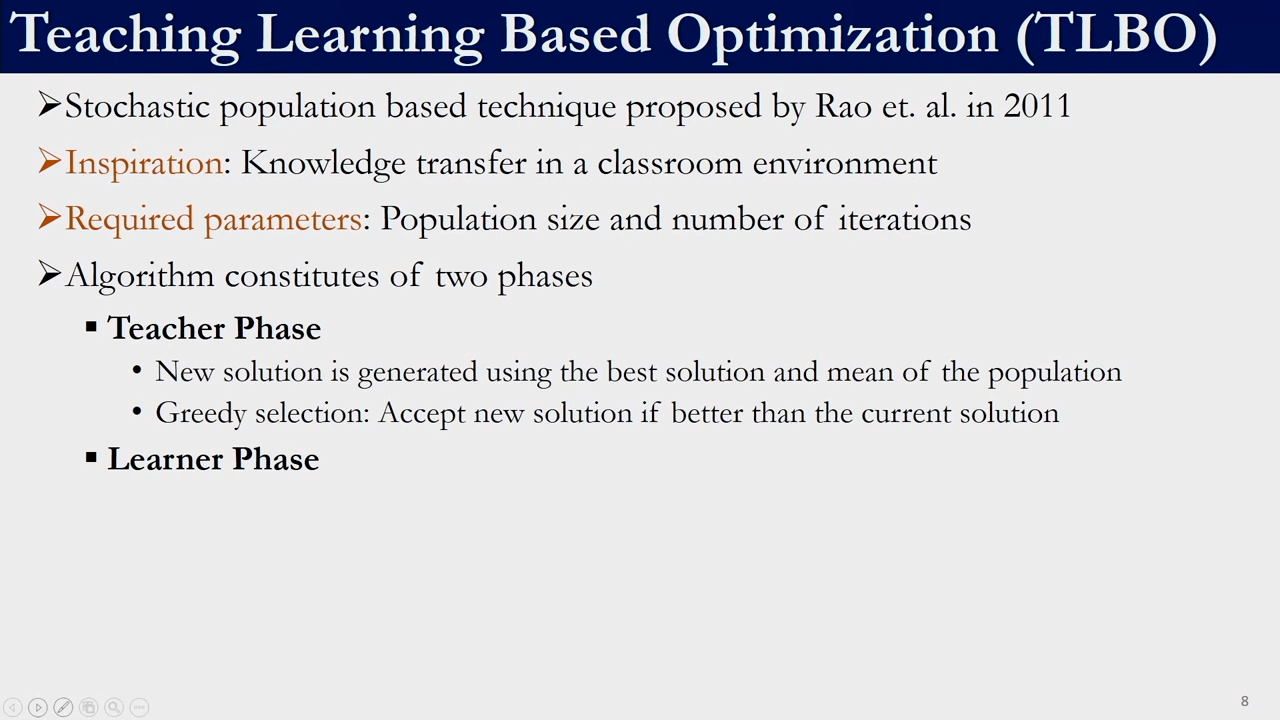 Teaching Learning Based Optimization (TLBO)
➢Stochastic population based technique proposed by Rao et. al. in 2011
➢Inspiration: Knowledge transfer in a classroom environment
➢Required parameters: Population size and number of iterations
➢Algorithm constitutes of two phases
▪ Teacher Phase
• New solution is generated using the best solution and mean of the population
• Greedy selection: Accept new solution if better than the current solution
▪ Learner Phase
8